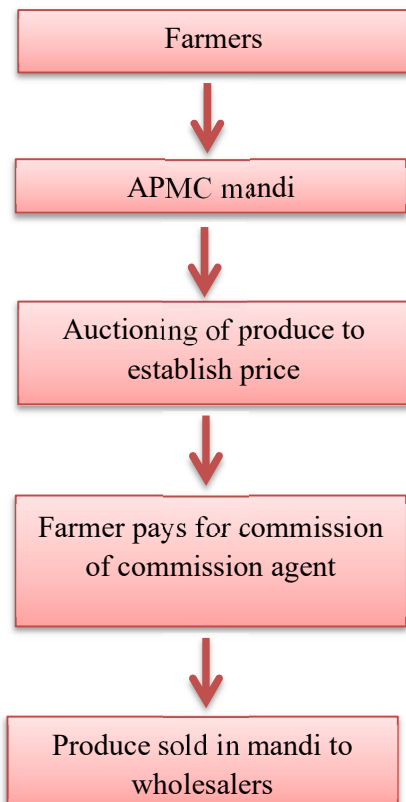 Farmers
APMC mandi
Auctioning of produce to
establish price
Farmer pays for commission
of commission agent
Produce sold in mandi to
wholesalers